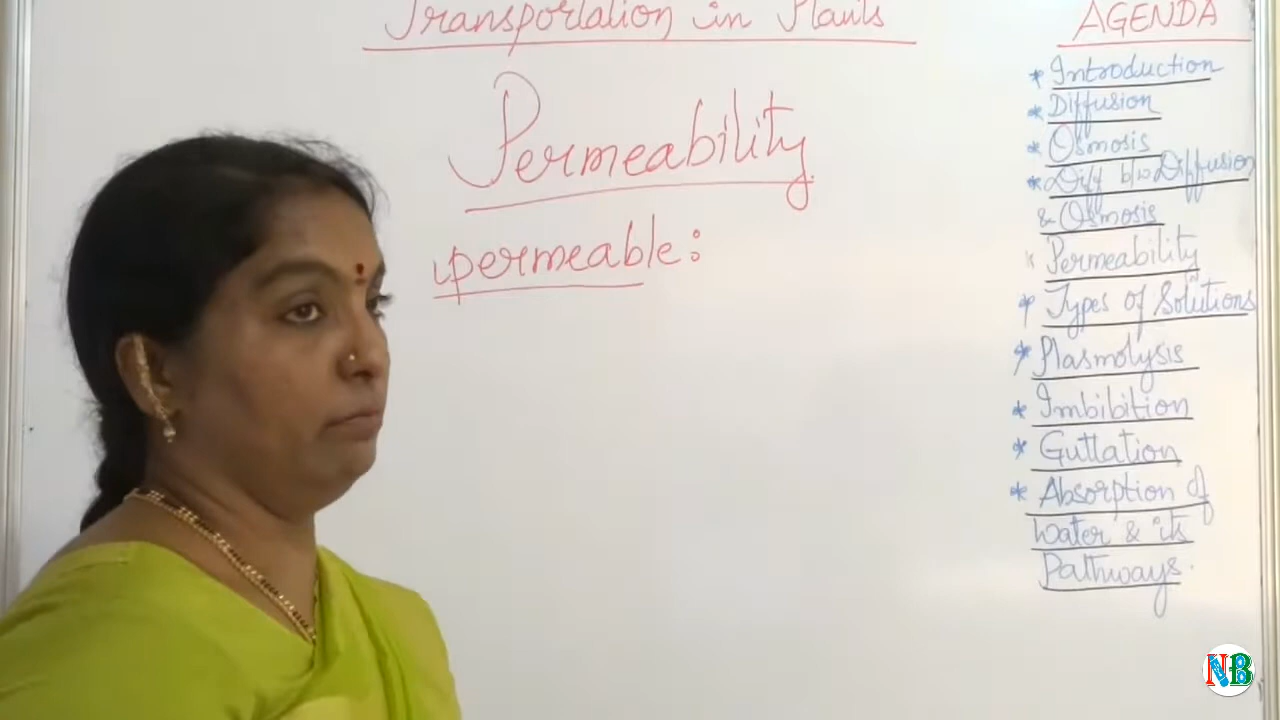 Transportation in Plants
Permeability
permeable:
AGENDA
* Introduction
* Diffusion
* Osmosis
* Diff b/w Diffusion
& Osmosis
* Permeability
* Types of Solutions
* Plasmolysis
* Imbibition
* Guttation
* Absorption of
Water & its
Pathways.
NB